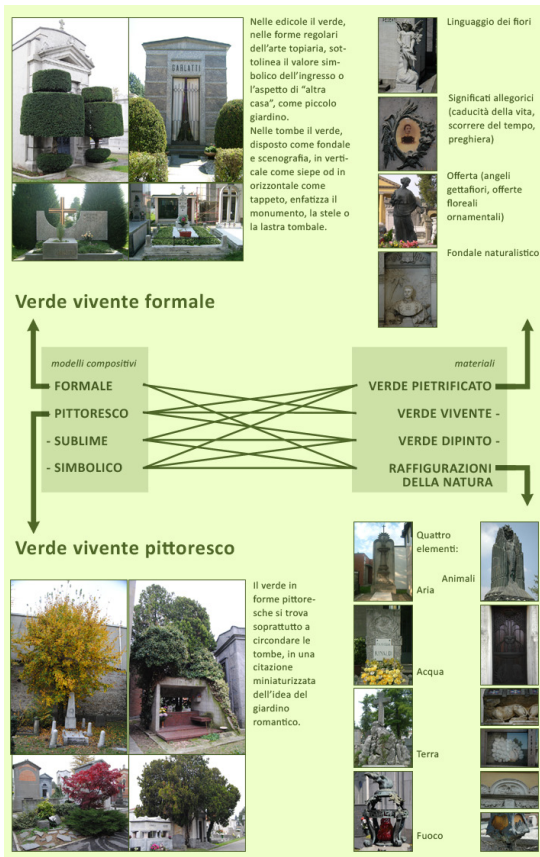 Nelle edicole il verde,
nelle forme regolari
dell'arte topiaria, sot-
tolinea il valore sim-
bolico dell'ingresso o
l'aspetto di "altra
casa", come piccolo
giardino.
Nelle tombe il verde,
disposto come fondale
e scenografia, in verti-
cale come siepe od in
orizzontale come
tappeto, enfatizza il
monumento, la stele o
la lastra tombale.
CARLATTI
Linguaggio dei fiori
Significati allegorici
(caducità della vita,
scorrere del tempo,
preghiera)
Offerta (angeli
gettafiori, offerte
floreali
ornamentali)
Fondale naturalistico
Verde vivente formale
modelli compositivi
FORMALE
PITTORESCO
- SUBLIME
- SIMBOLICO
materiali
VERDE PIETRIFICATO
VERDE VIVENTE -
VERDE DIPINTO -
RAFFIGURAZIONI
DELLA NATURA
Verde vivente pittoresco
Il verde in
forme pittore-
sche si trova
soprattutto a
circondare le
tombe, in una
citazione
miniaturizzata
dell'idea del
giardino
romantico.
Quattro
elementi:
Aria
Acqua
Terra
Fuoco
Animali